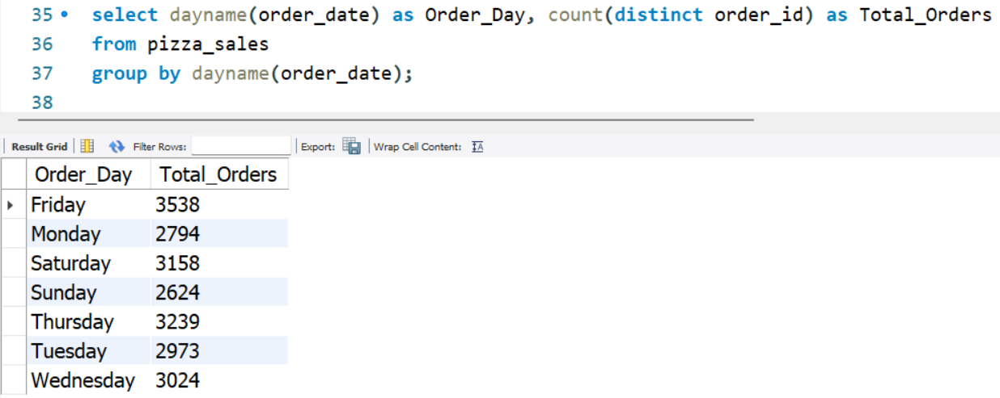 35 select dayname(order_date) as Order_Day, count(distinct order_id) as Total_Orders
36 from pizza_sales
37 group by dayname(order_date);
38
Result Grid Filter Rows: Export: Wrap Cell Content: IA
Order_Day Total_Orders
Friday 3538
Monday 2794
Saturday 3158
Sunday 2624
Thursday 3239
Tuesday 2973
Wednesday 3024